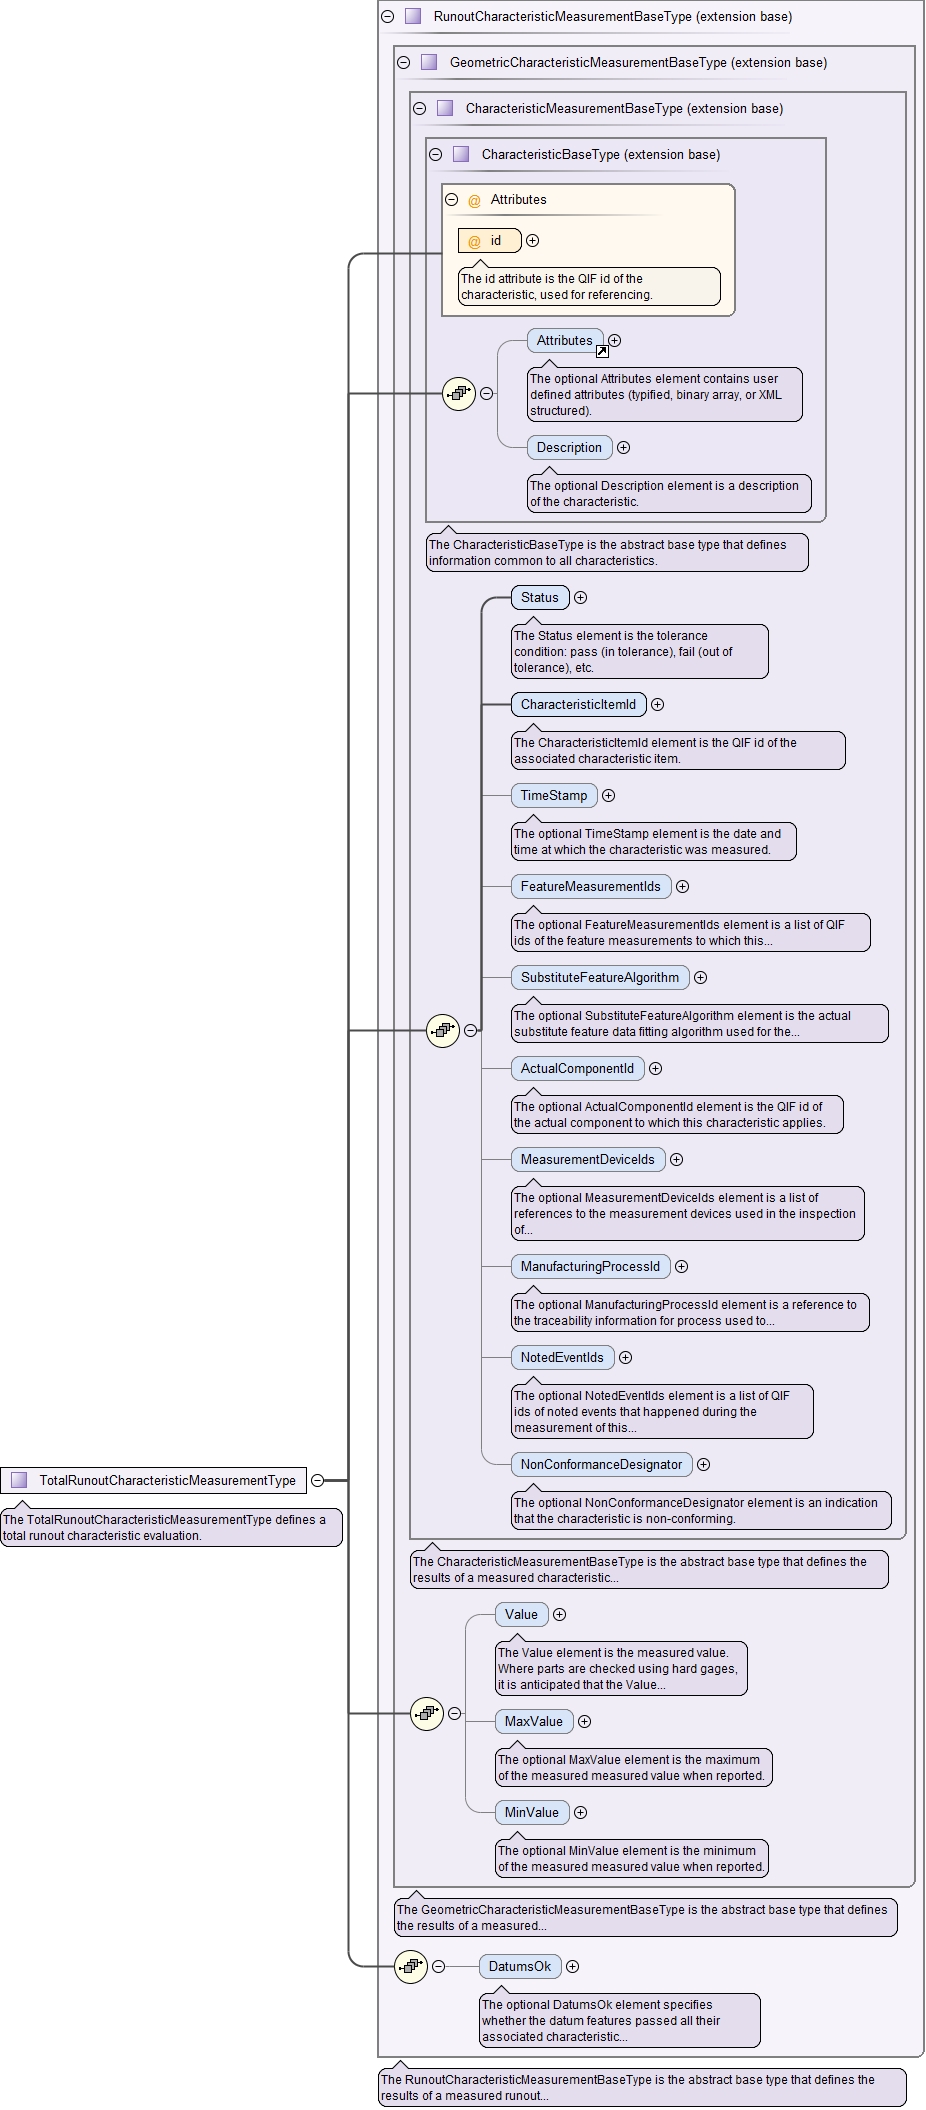 RunoutCharacteristicMeasurementBaseType (extension base)
GeometricCharacteristicMeasurementBaseType (extension base)
CharacteristicMeasurementBaseType (extension base)
CharacteristicBaseType (extension base)
@ Attributes
@ id
The id attribute is the QIF id of the
characteristic, used for referencing.
Attributes
The optional Attributes element contains user
defined attributes (typified, binary array, or XML
structured).
Description
The optional Description element is a description
of the characteristic.
The CharacteristicBaseType is the abstract base type that defines
information common to all characteristics.
Status
The Status element is the tolerance
condition: pass (in tolerance), fail (out of
tolerance), etc.
CharacteristicItemId
The CharacteristicItemId element is the QIF id of the
associated characteristic item.
TimeStamp
The optional TimeStamp element is the date and
time at which the characteristic was measured.
FeatureMeasurementIds
The optional FeatureMeasurementIds element is a list of QIF
ids of the feature measurements to which this...
SubstituteFeatureAlgorithm
The optional SubstituteFeatureAlgorithm element is the actual
substitute feature data fitting algorithm used for the...
ActualComponentId
The optional ActualComponentId element is the QIF id of
the actual component to which this characteristic applies.
MeasurementDeviceIds
The optional MeasurementDeviceIds element is a list of
references to the measurement devices used in the inspection
of...
ManufacturingProcessId
The optional ManufacturingProcessId element is a reference to
the traceability information for process used to...
NotedEventIds
The optional NotedEventIds element is a list of QIF
ids of noted events that happened during the
measurement of this...
NonConformanceDesignator
The optional NonConformanceDesignator element is an indication
that the characteristic is non-conforming.
TotalRunoutCharacteristicMeasurementType
The TotalRunoutCharacteristicMeasurementType defines a
total runout characteristic evaluation.
The CharacteristicMeasurementBaseType is the abstract base type that defines the
results of a measured characteristic...
Value
The Value element is the measured value.
Where parts are checked using hard gages,
it is anticipated that the Value...
MaxValue
The optional MaxValue element is the maximum
of the measured measured value when reported.
MinValue
The optional MinValue element is the minimum
of the measured measured value when reported.
The GeometricCharacteristicMeasurementBaseType is the abstract base type that defines
the results of a measured...
DatumsOk
The optional DatumsOk element specifies
whether the datum features passed all their
associated characteristic...
The RunoutCharacteristicMeasurementBaseType is the abstract base type that defines the
results of a measured runout...